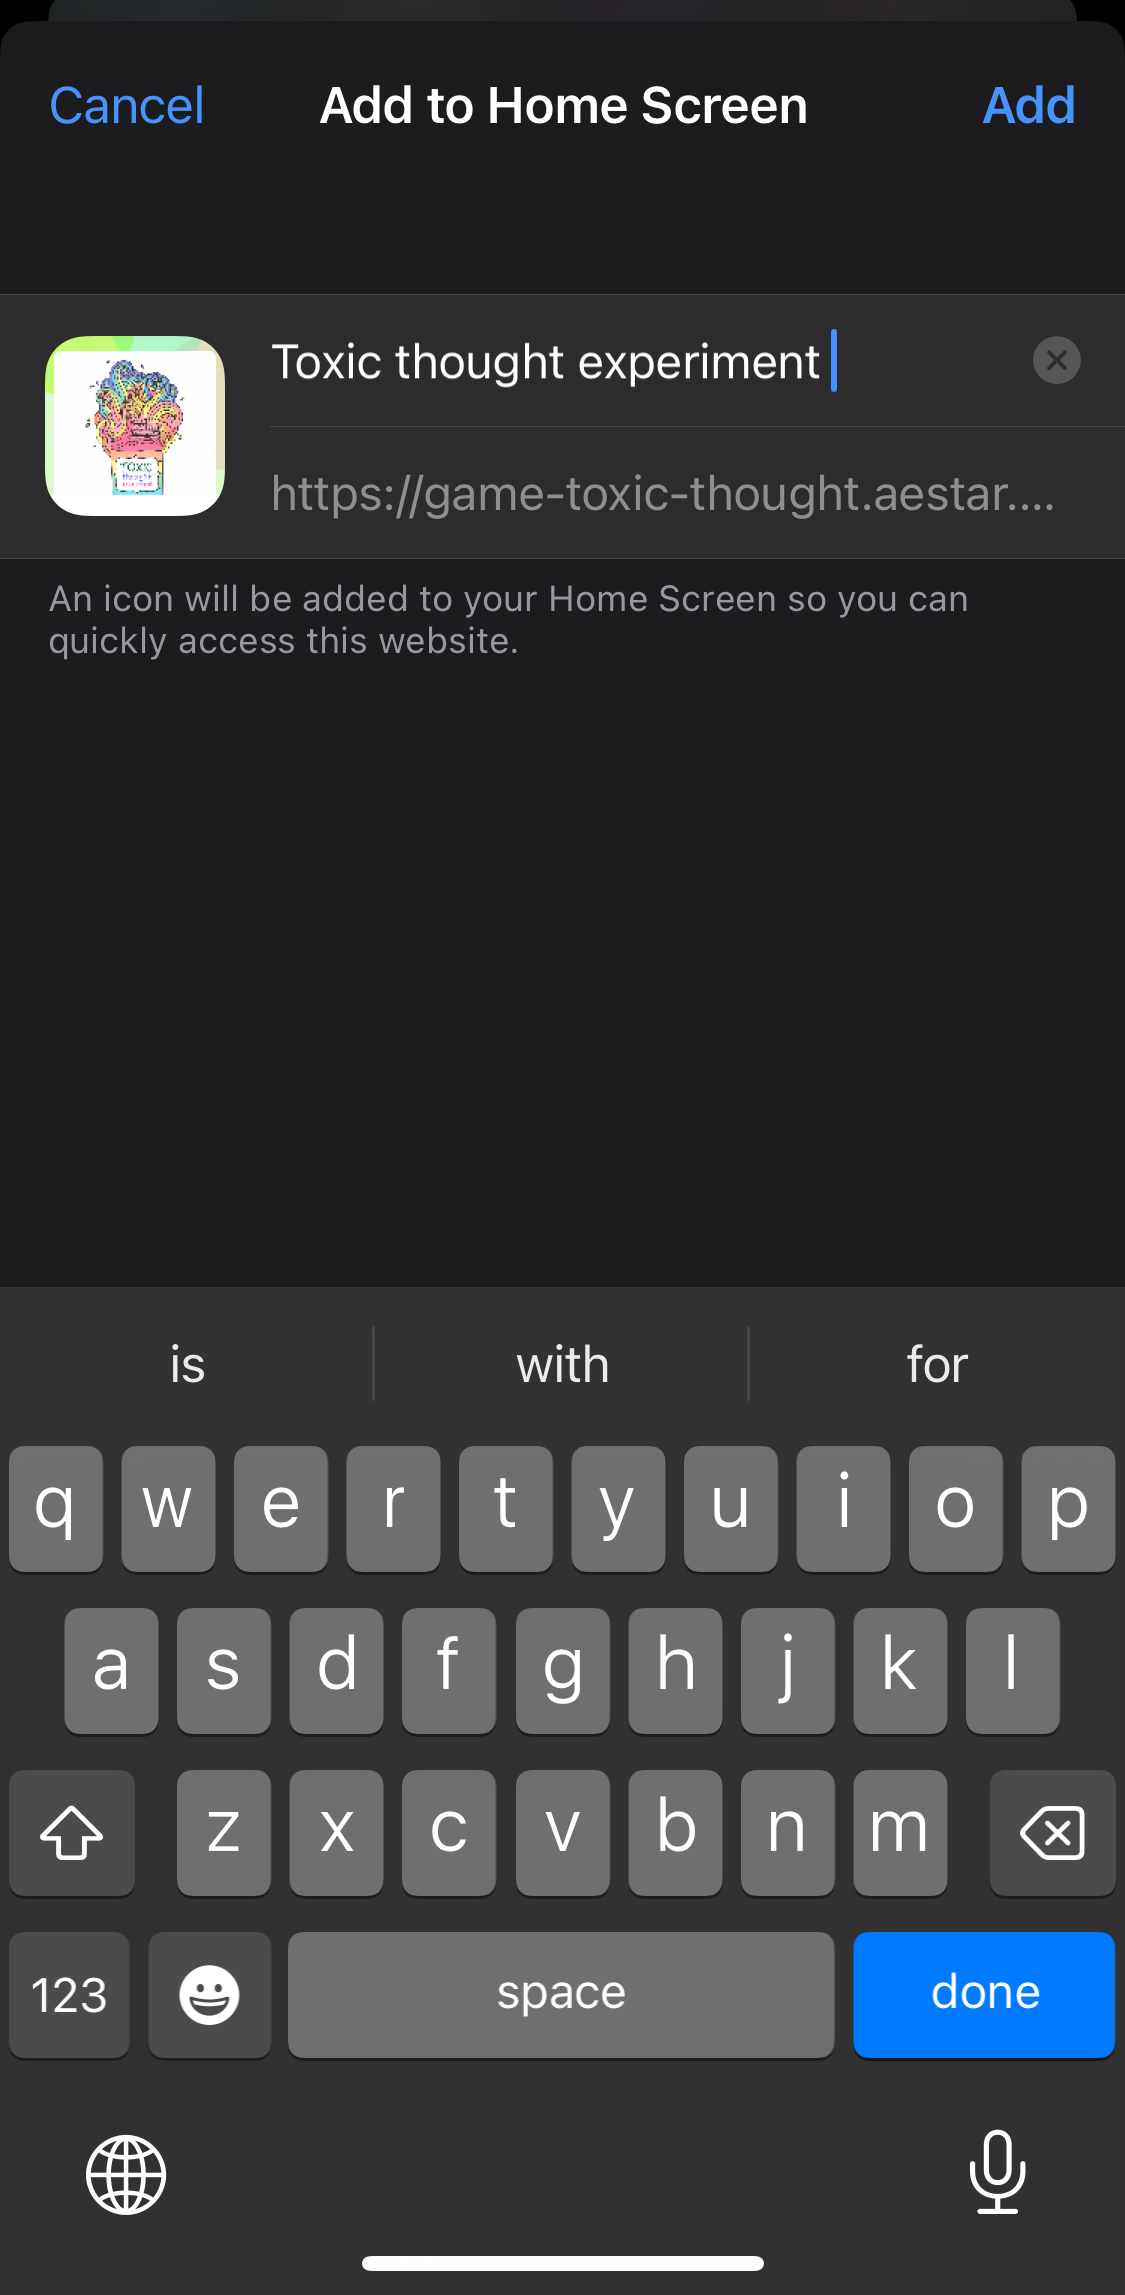 Cancel Add to Home Screen Add
Toxic thought experiment
https://game-toxic-thought.aestar....
An icon will be added to your Home Screen so you can
quickly access this website.
is with for
q w e r t y u i o p
a s d f g h j k l
z x c v b n m
123 space done